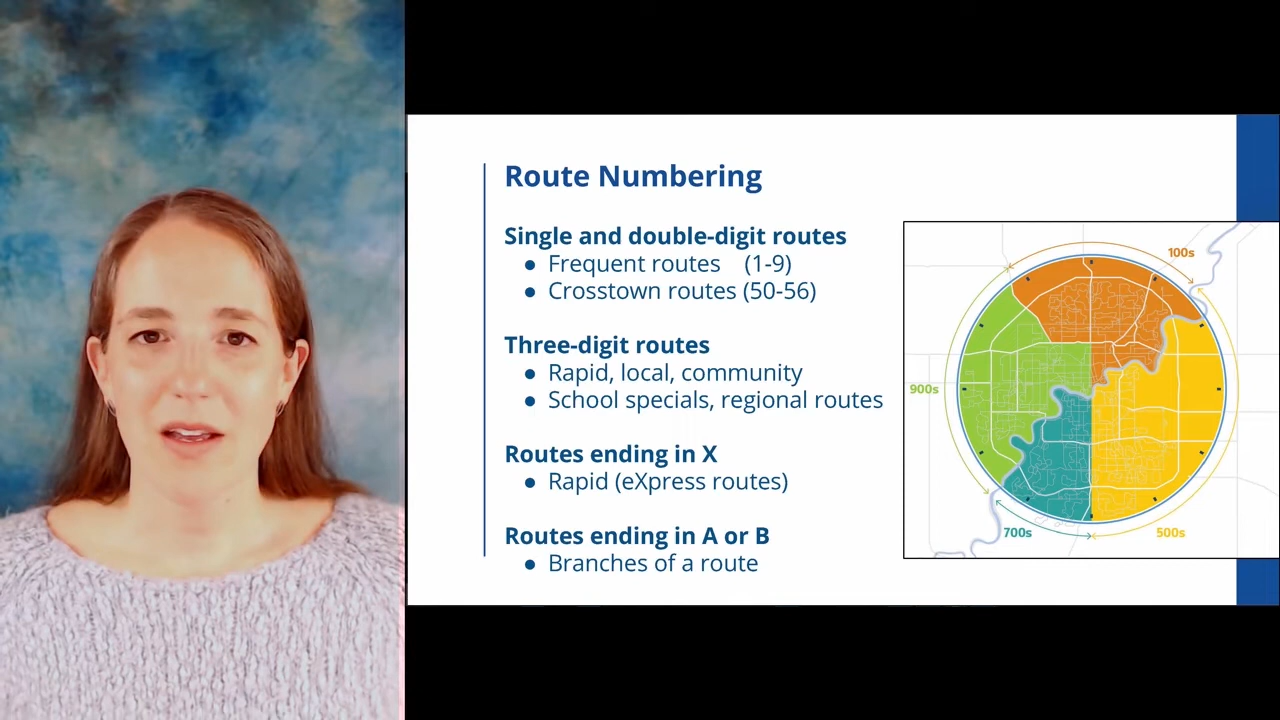 Route Numbering
Single and double-digit routes
● Frequent routes (1-9)
● Crosstown routes (50-56)
Three-digit routes
● Rapid, local, community
● School specials, regional routes
Routes ending in X
● Rapid (eXpress routes)
Routes ending in A or B
● Branches of a route
100s
900s
700s
500s